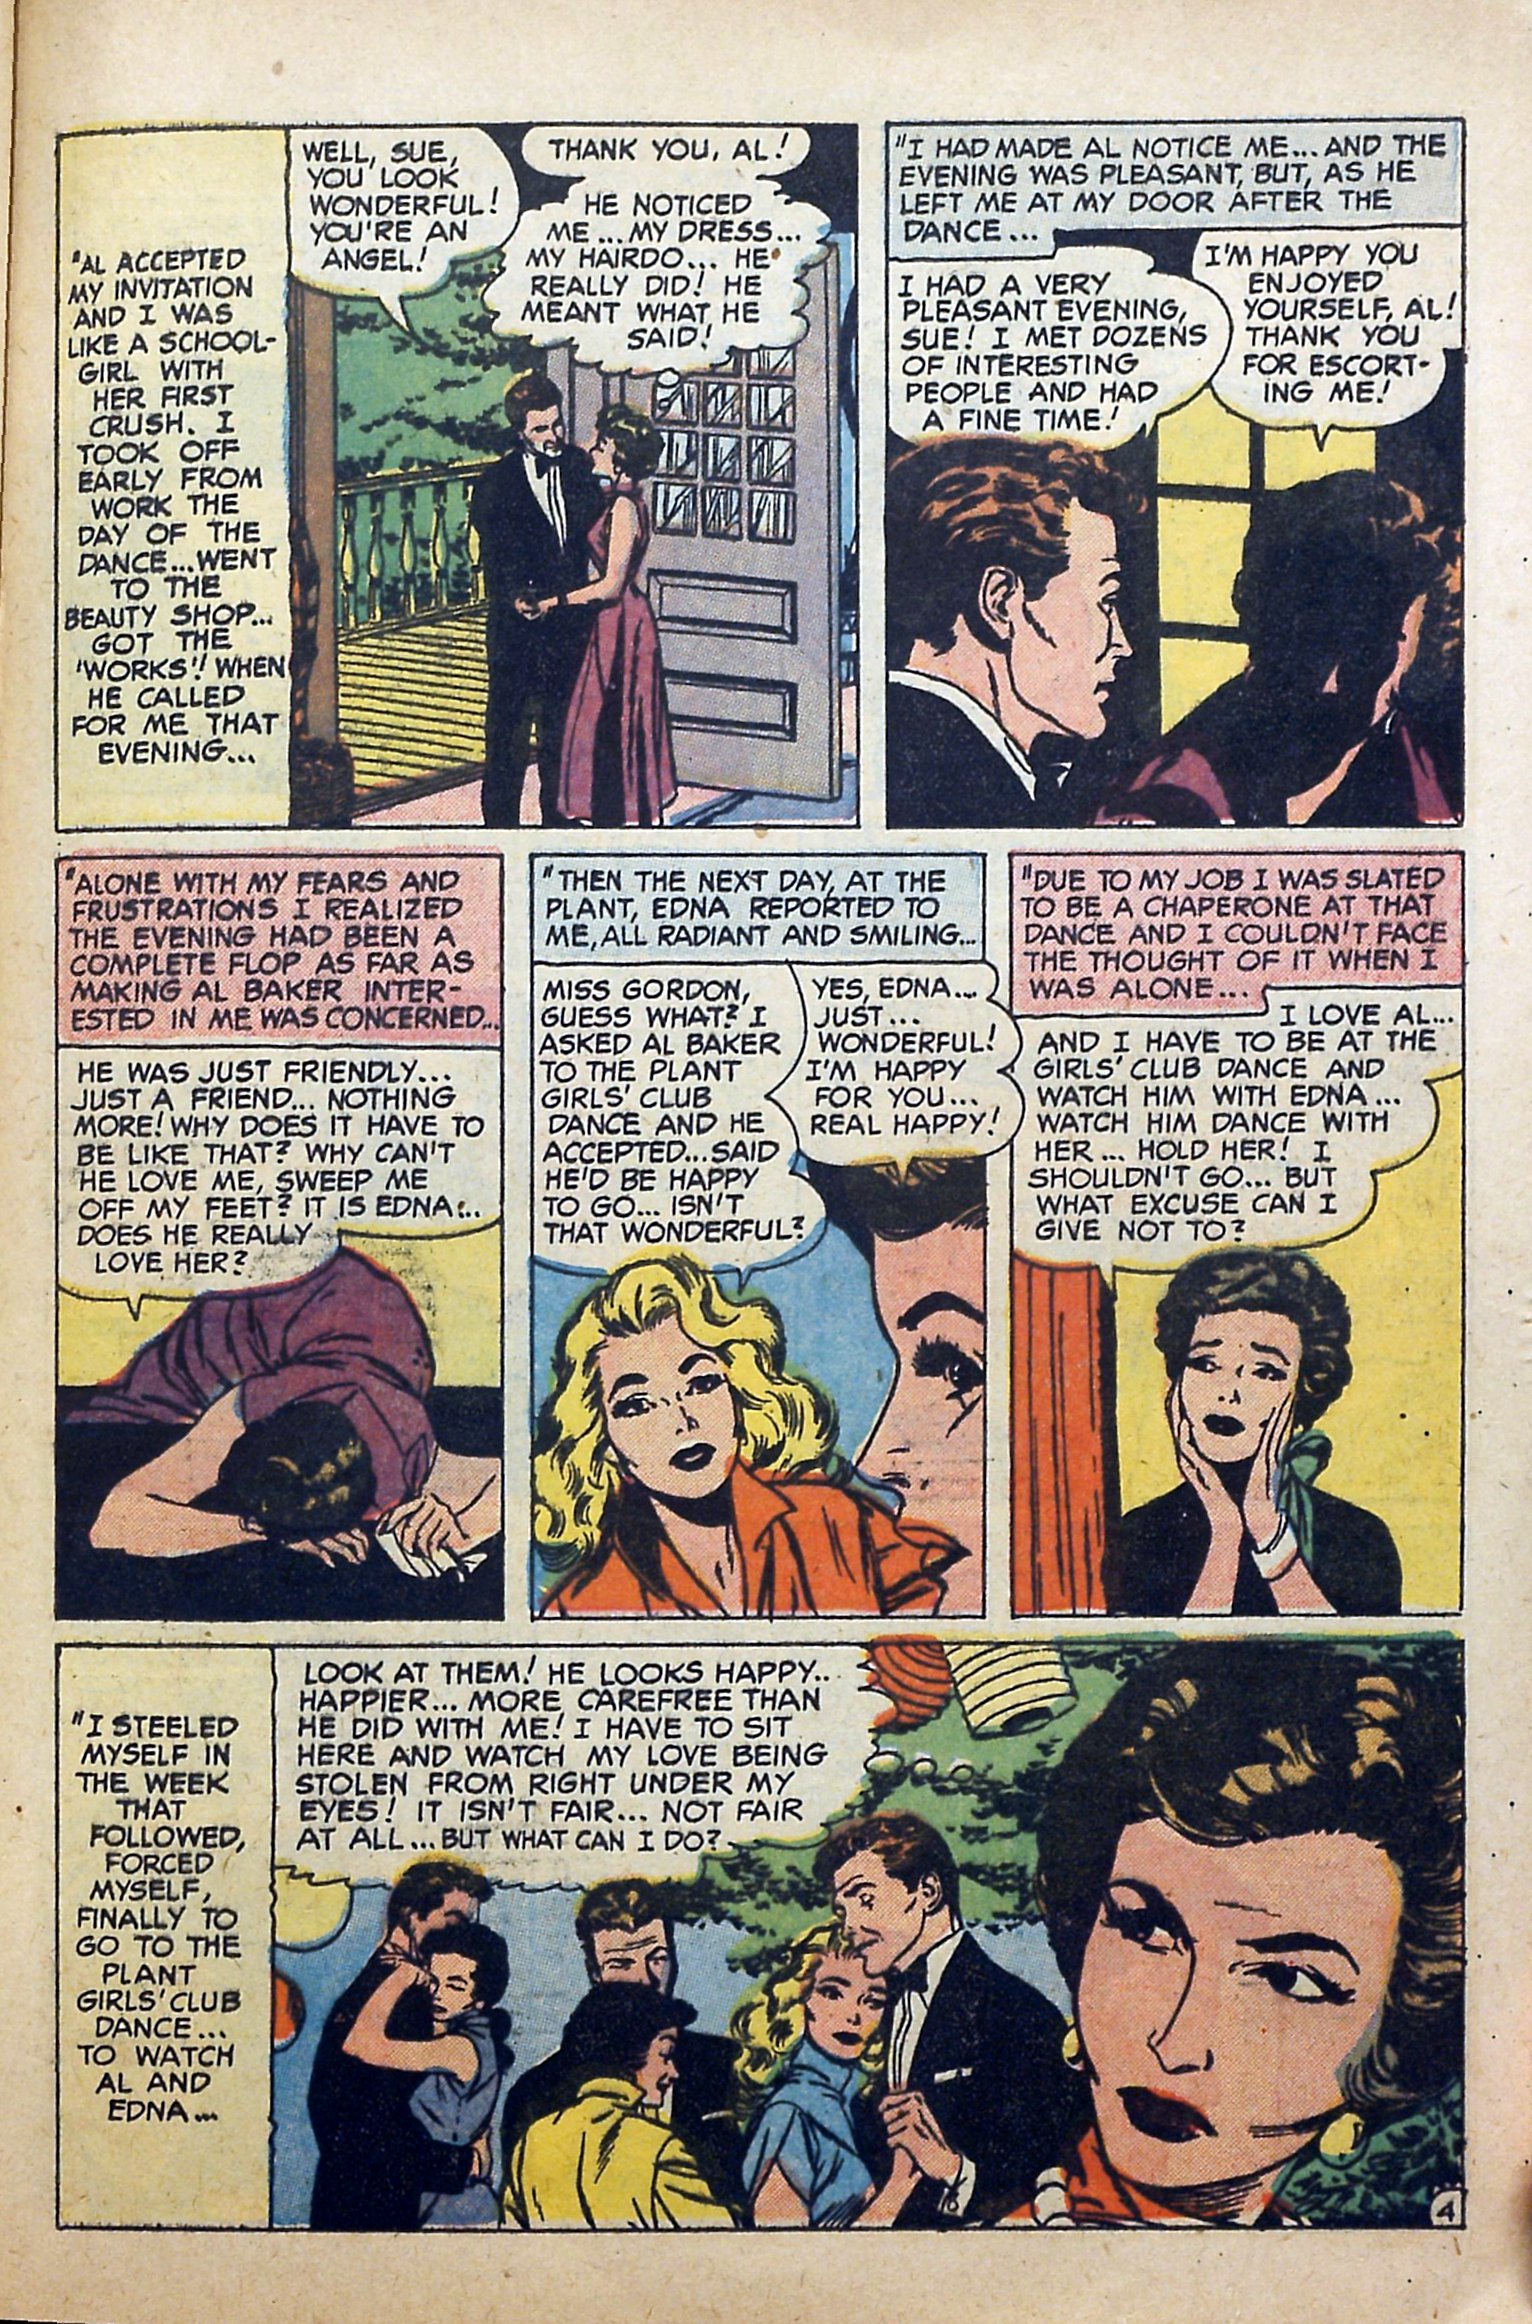 "AL ACCEPTED
MY INVITATION
AND I WAS
LIKE A SCHOOL-
GIRL WITH
HER FIRST
CRUSH. I
TOOK OFF
EARLY FROM
WORK THE
DAY OF THE
DANCE...WENT
TO THE
BEAUTY SHOP...
GOT THE
'WORKS'! WHEN
HE CALLED
FOR ME THAT
EVENING...
WELL, SUE,
YOU LOOK
WONDERFUL!
YOU'RE AN
ANGEL!
THANK YOU, AL!
HE NOTICED
ME...MY DRESS...
MY HAIRDO... HE
REALLY DID! HE
MEANT WHAT HE
SAID!
"I HAD MADE AL NOTICE ME...AND THE
EVENING WAS PLEASANT, BUT, AS HE
LEFT ME AT MY DOOR AFTER THE
DANCE...
I HAD A VERY
PLEASANT EVENING,
SUE! I MET DOZENS
OF INTERESTING
PEOPLE AND HAD
A FINE TIME!
I'M HAPPY YOU
ENJOYED
YOURSELF, AL!
THANK YOU
FOR ESCORT-
ING ME!
"ALONE WITH MY FEARS AND
FRUSTRATIONS I REALIZED
THE EVENING HAD BEEN A
COMPLETE FLOP AS FAR AS
MAKING AL BAKER INTER-
ESTED IN ME WAS CONCERNED...
HE WAS JUST FRIENDLY...
JUST A FRIEND... NOTHING
MORE! WHY DOES IT HAVE TO
BE LIKE THAT? WHY CAN'T
HE LOVE ME, SWEEP ME
OFF MY FEET? IT IS EDNA...
DOES HE REALLY
LOVE HER?
"THEN THE NEXT DAY, AT THE
PLANT, EDNA REPORTED TO
ME, ALL RADIANT AND SMILING...
MISS GORDON,
GUESS WHAT? I
ASKED AL BAKER
TO THE PLANT
GIRLS' CLUB
DANCE AND HE
ACCEPTED...SAID
HE'D BE HAPPY
TO GO... ISN'T
THAT WONDERFUL?
YES, EDNA...
JUST...
WONDERFUL!
I'M HAPPY
FOR YOU...
REAL HAPPY!
"DUE TO MY JOB I WAS SLATED
TO BE A CHAPERONE AT THAT
DANCE AND I COULDN'T FACE
THE THOUGHT OF IT WHEN I
WAS ALONE...
I LOVE AL...
AND I HAVE TO BE AT THE
GIRLS' CLUB DANCE AND
WATCH HIM WITH EDNA...
WATCH HIM DANCE WITH
HER... HOLD HER! I
SHOULDN'T GO... BUT
WHAT EXCUSE CAN I
GIVE NOT TO?
"I STEELED
MYSELF IN
THE WEEK
THAT
FOLLOWED,
FORCED
MYSELF,
FINALLY TO
GO TO THE
PLANT
GIRLS' CLUB
DANCE...
TO WATCH
AL AND
EDNA...
LOOK AT THEM! HE LOOKS HAPPY..
HAPPIER... MORE CAREFREE THAN
HE DID WITH ME! I HAVE TO SIT
HERE AND WATCH MY LOVE BEING
STOLEN FROM RIGHT UNDER MY
EYES! IT ISN'T FAIR... NOT FAIR
AT ALL...BUT WHAT CAN I DO?
4